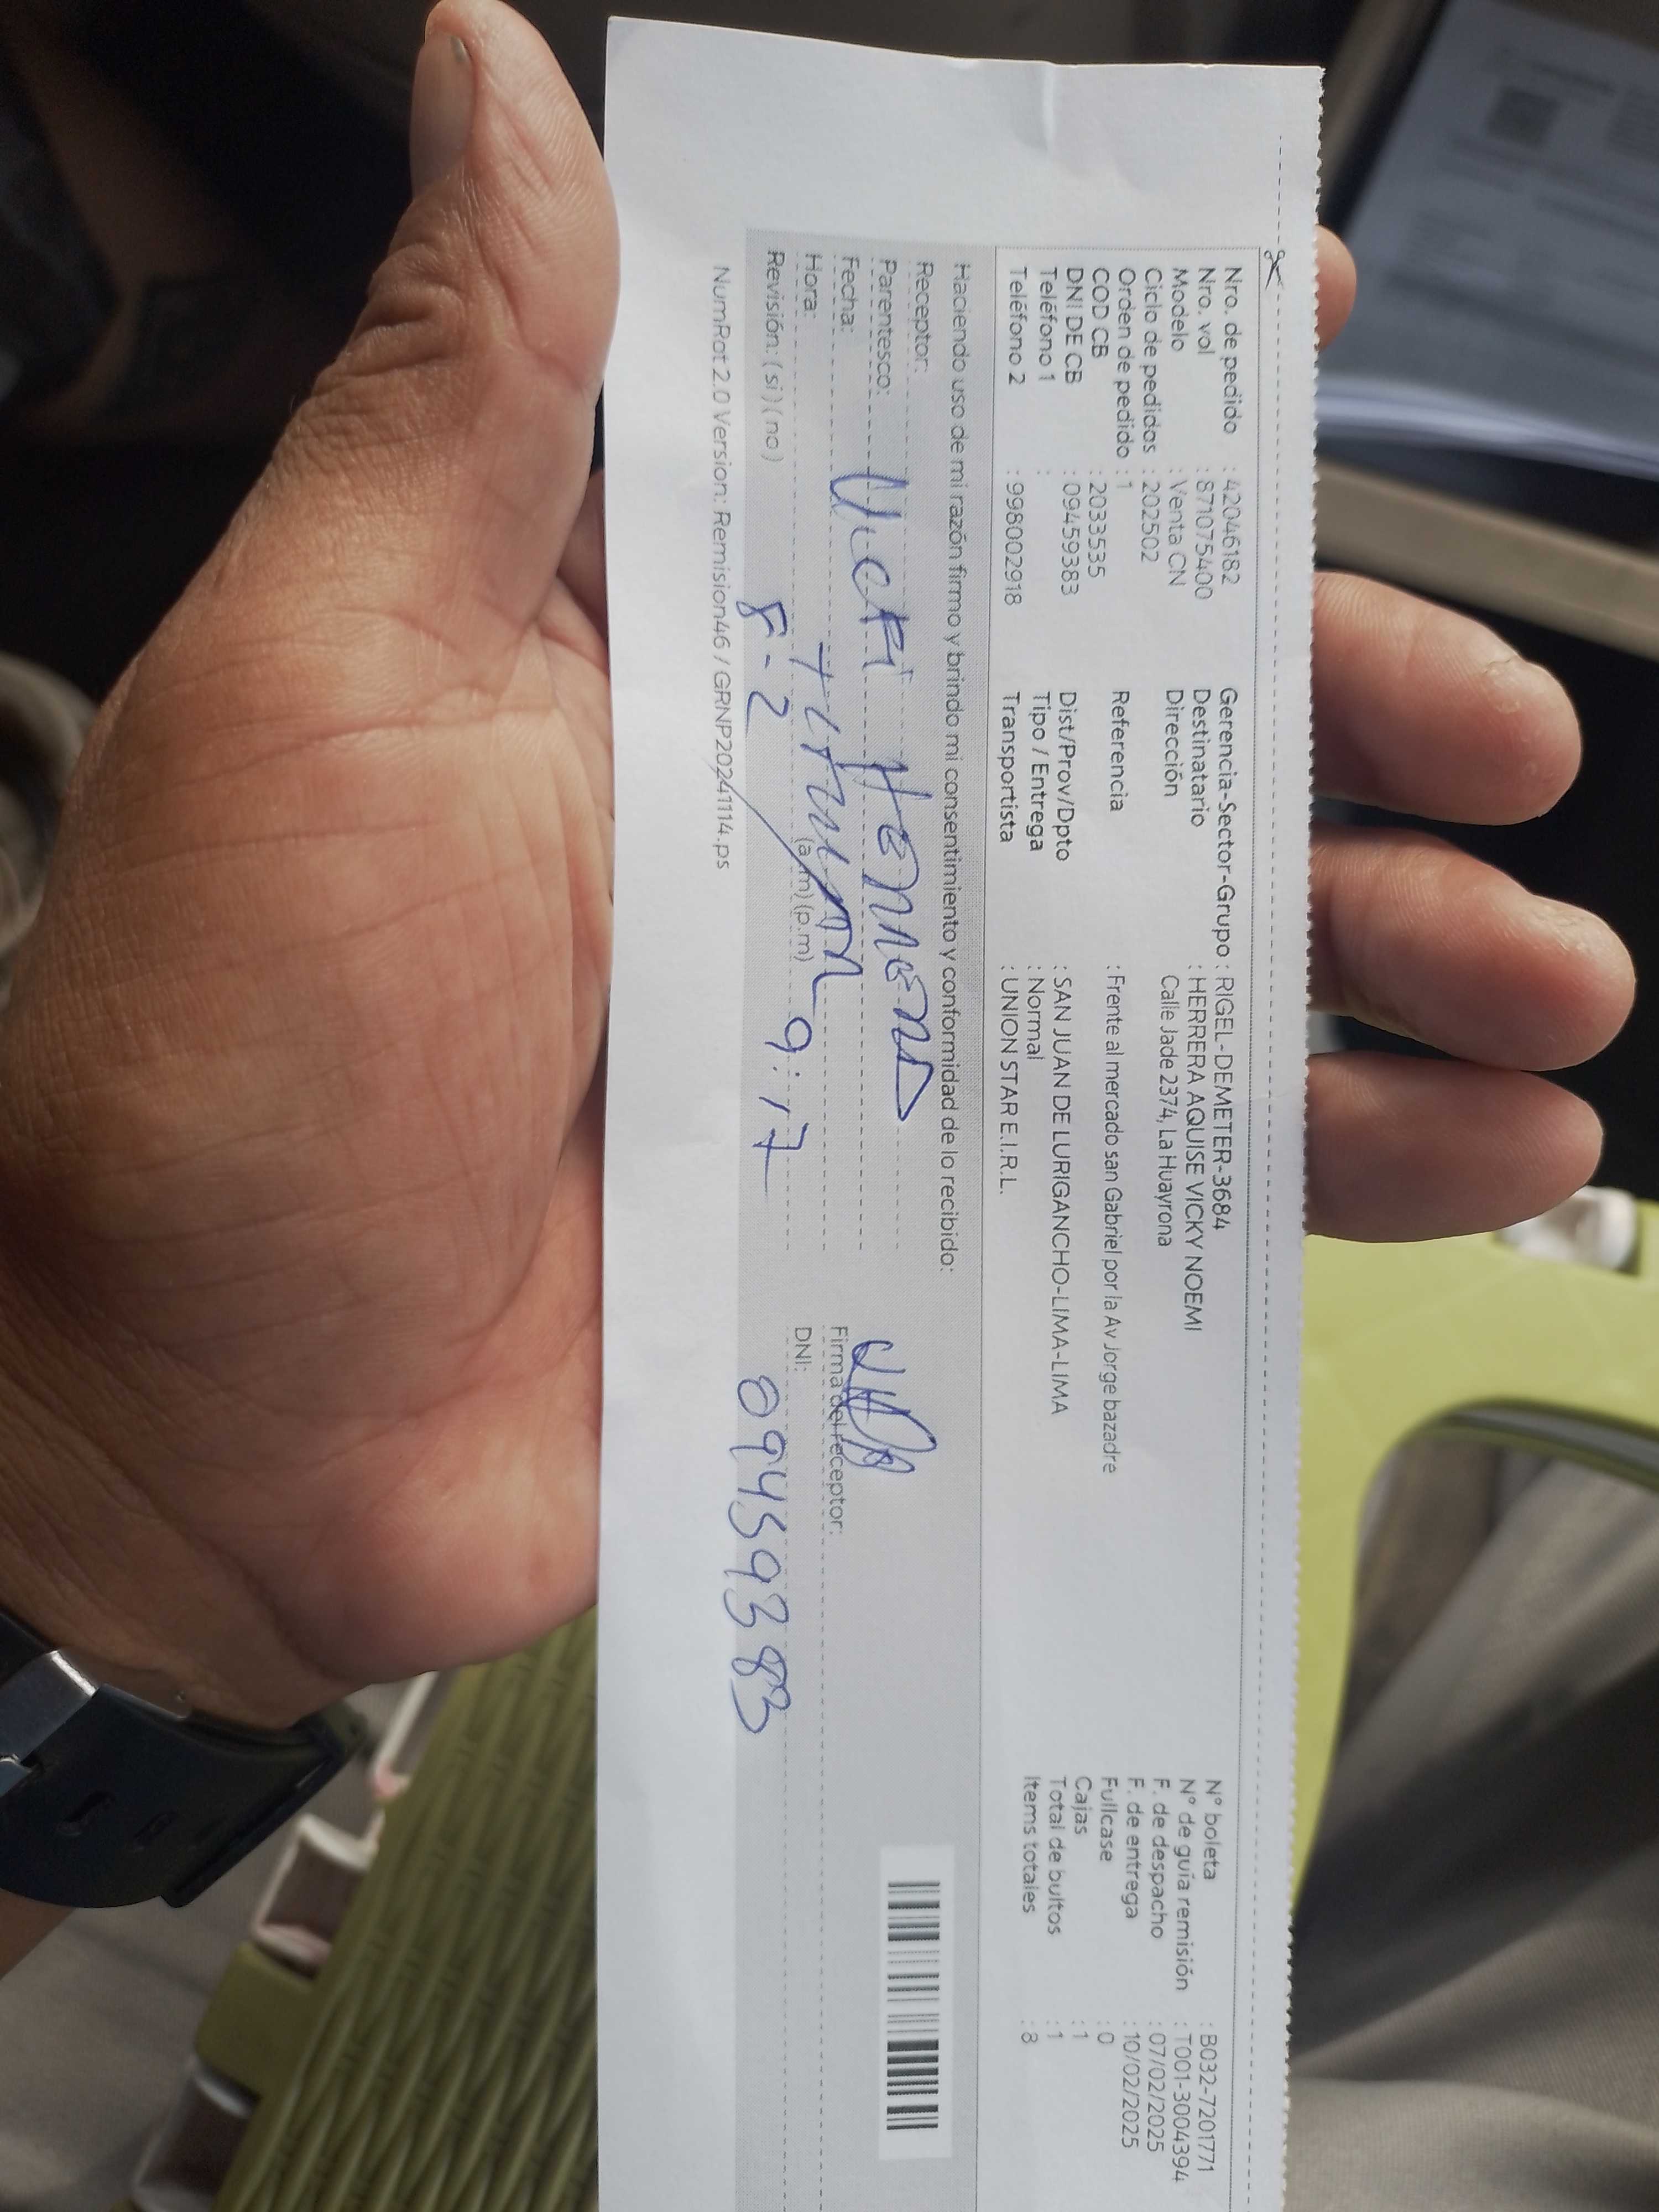 Nro. de pedido : 42046182
Nro. vol : 871075400
Modelo : Venta CN
Ciclo de pedidos : 202502
Orden de pedido : 1
COD CB : 2033535
DNI DE CB : 09459383
Teléfono 1 :
Teléfono 2 : 998002918
Gerencia-Sector-Grupo : RIGEL - DEMETER - 3684
Destinatario : HERRERA AQUISE VICKY NOEMI
Dirección Calle Jade 2374, La Huayrona
Referencia : Frente al mercado san Gabriel por la Av Jorge bazadre
Dist/Prov/Dpto : SAN JUAN DE LURIGANCHO-LIMA-LIMA
Tipo / Entrega : Normal
Transportista : UNION STAR E.I.R.L.
N° boleta : B032-7201771
N° de guía remisión : T001-3004394
F. de despacho : 07/02/2025
F. de entrega : 10/02/2025
Fullcase : 0
Cajas : 1
Total de bultos : 1
Items totales : 8
Haciendo uso de mi razón firmo y brindo mi consentimiento y conformidad de lo recibido:
Receptor: Vicki Herrera
Parentesco: titular
Fecha: 8-2
Hora: (a.m) (p.m) 9:17
Revisión: (si) (no)
Firma del receptor:
DNI: 09459383
NumRot 2.0 Version: Remision46 / GRNP20241114.ps